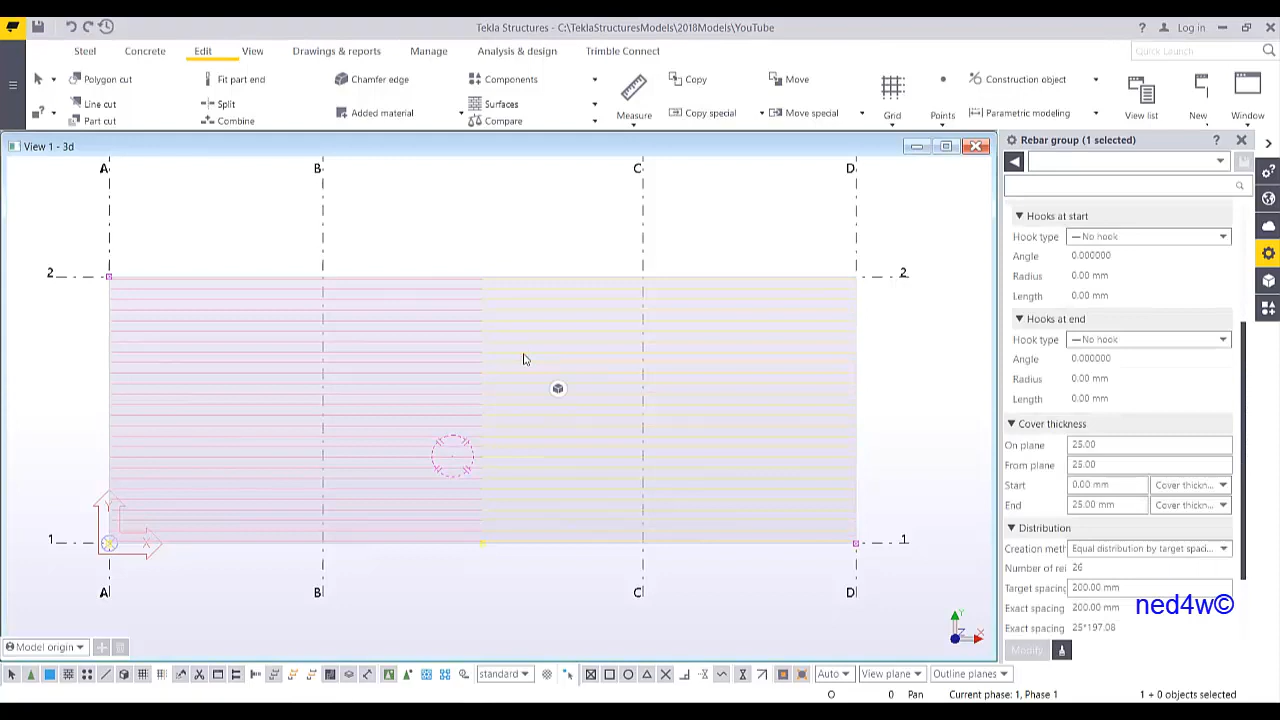 Tekla Structures - C:\TeklaStructuresModels\2018Models\YouTube
Log in
Steel
Concrete
Edit
View
Drawings & reports
Manage
Analysis & design
Trimble Connect
Quick Launch
Polygon cut
Line cut
Part cut
Fit part end
Split
Combine
Chamfer edge
Added material
Components
Surfaces
Compare
Measure
Copy
Copy special
Move
Move special
Grid
Points
Construction object
Parametric modeling
View list
New
Window
View 1 - 3d
A
B
C
D
2
2
1
1
A
B
C
D
Y
X
Z
Model origin
Rebar group (1 selected)
Hooks at start
Hook type
No hook
Angle
0.000000
Radius
0.00 mm
Length
0.00 mm
Hooks at end
Hook type
No hook
Angle
0.000000
Radius
0.00 mm
Length
0.00 mm
Cover thickness
On plane
25.00
From plane
25.00
Start
0.00 mm
Cover thickn...
End
25.00 mm
Cover thickn...
Distribution
Creation meth
Equal distribution by target spaci...
Number of rei
26
Target spacing
200.00 mm
Exact spacing
200.00 mm
Exact spacing
25*197.08
ned4w©
Modify
standard
Auto
View plane
Outline planes
O
0
Pan
Current phase: 1, Phase 1
1 + 0 objects selected